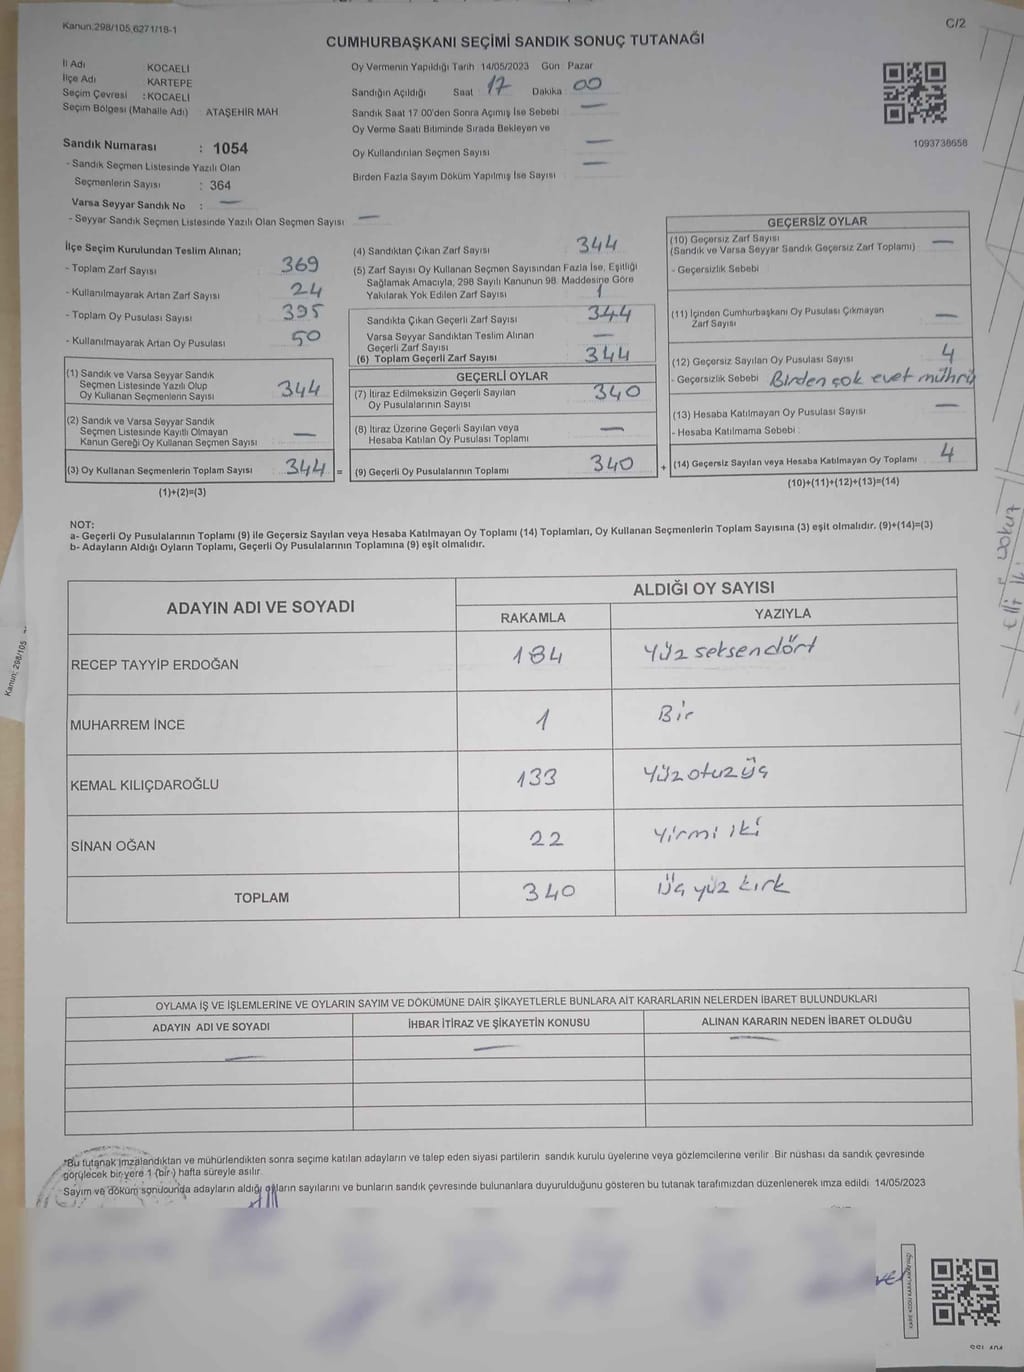 Kanun:298/105,6271/18-1
C/2
CUMHURBAŞKANI SEÇİMİ SANDIK SONUÇ TUTANAĞI
İl Adı KOCAELİ
İlçe Adı KARTEPE
Seçim Çevresi : KOCAELİ
Seçim Bölgesi (Mahalle Adı) ATAŞEHİR MAH
Sandık Numarası : 1054
- Sandık Seçmen Listesinde Yazılı Olan
Seçmenlerin Sayısı : 364
Varsa Seyyar Sandık No : —
- Seyyar Sandık Seçmen Listesinde Yazılı Olan Seçmen Sayısı —
Oy Vermenin Yapıldığı Tarih 14/05/2023 Gün Pazar
Sandığın Açıldığı Saat 17 Dakika 00
Sandık Saat 17.00'den Sonra Açımış İse Sebebi —
Oy Verme Saati Bitiminde Sırada Bekleyen ve
Oy Kullandırılan Seçmen Sayısı —
Birden Fazla Sayım Döküm Yapılmış İse Sayısı —
1093738658
İlçe Seçim Kurulundan Teslim Alınan;
- Toplam Zarf Sayısı 369
- Kullanılmayarak Artan Zarf Sayısı 24
- Toplam Oy Pusulası Sayısı 395
- Kullanılmayarak Artan Oy Pusulası 50
(1) Sandık ve Varsa Seyyar Sandık
Seçmen Listesinde Yazılı Olup
Oy Kullanan Seçmenlerin Sayısı 344
(2) Sandık ve Varsa Seyyar Sandık
Seçmen Listesinde Kayıtlı Olmayan
Kanun Gereği Oy Kullanan Seçmen Sayısı —
(3) Oy Kullanan Seçmenlerin Toplam Sayısı 344 =
(1)+(2)=(3)
(4) Sandıktan Çıkan Zarf Sayısı 344
(5) Zarf Sayısı Oy Kullanan Seçmen Sayısından Fazla İse, Eşitliği
Sağlamak Amacıyla, 298 Sayılı Kanunun 98. Maddesine Göre
Yakılarak Yok Edilen Zarf Sayısı 1
Sandıkta Çıkan Geçerli Zarf Sayısı 344
Varsa Seyyar Sandıktan Teslim Alınan
Geçerli Zarf Sayısı —
(6) Toplam Geçerli Zarf Sayısı 344
GEÇERLİ OYLAR
(7) İtiraz Edilmeksizin Geçerli Sayılan
Oy Pusulalarının Sayısı 340
(8) İtiraz Üzerine Geçerli Sayılan veya
Hesaba Katılan Oy Pusulası Toplamı —
(9) Geçerli Oy Pusulalarının Toplamı 340 +
GEÇERSİZ OYLAR
(10) Geçersiz Zarf Sayısı —
(Sandık ve Varsa Seyyar Sandık Geçersiz Zarf Toplamı)
- Geçersizlik Sebebi
(11) İçinden Cumhurbaşkanı Oy Pusulası Çıkmayan
Zarf Sayısı —
(12) Geçersiz Sayılan Oy Pusulası Sayısı 4
- Geçersizlik Sebebi Birden çok evet mührü
(13) Hesaba Katılmayan Oy Pusulası Sayısı —
- Hesaba Katılmama Sebebi :
(14) Geçersiz Sayılan veya Hesaba Katılmayan Oy Toplamı 4
(10)+(11)+(12)+(13)=(14)
NOT:
a- Geçerli Oy Pusulalarının Toplamı (9) ile Geçersiz Sayılan veya Hesaba Katılmayan Oy Toplamı (14) Toplamları, Oy Kullanan Seçmenlerin Toplam Sayısına (3) eşit olmalıdır. (9)+(14)=(3)
b- Adayların Aldığı Oyların Toplamı, Geçerli Oy Pusulalarının Toplamına (9) eşit olmalıdır.
ADAYIN ADI VE SOYADI
ALDIĞI OY SAYISI
RAKAMLA YAZIYLA
RECEP TAYYİP ERDOĞAN 184 Yüz seksendört
MUHARREM İNCE 1 Bir
KEMAL KILIÇDAROĞLU 133 Yüzotuzüç
SİNAN OĞAN 22 Yirmi iki
TOPLAM 340 Üç yüz kırk
OYLAMA İŞ VE İŞLEMLERİNE VE OYLARIN SAYIM VE DÖKÜMÜNE DAİR ŞİKAYETLERLE BUNLARA AİT KARARLARIN NELERDEN İBARET BULUNDUKLARI
ADAYIN ADI VE SOYADI İHBAR İTİRAZ VE ŞİKAYETİN KONUSU ALINAN KARARIN NEDEN İBARET OLDUĞU
— — —
*Bu tutanak imzalandıktan ve mühürlendikten sonra seçime katılan adayların ve talep eden siyasi partilerin sandık kurulu üyelerine veya gözlemcilerine verilir. Bir nüshası da sandık çevresinde
görülecek bir yere 1 (bir) hafta süreyle asılır.
Sayım ve döküm sonucunda adayların aldığı oyların sayılarını ve bunların sandık çevresinde bulunanlara duyurulduğunu gösteren bu tutanak tarafımızdan düzenlenerek imza edildi 14/05/2023
Kanun: 298/105